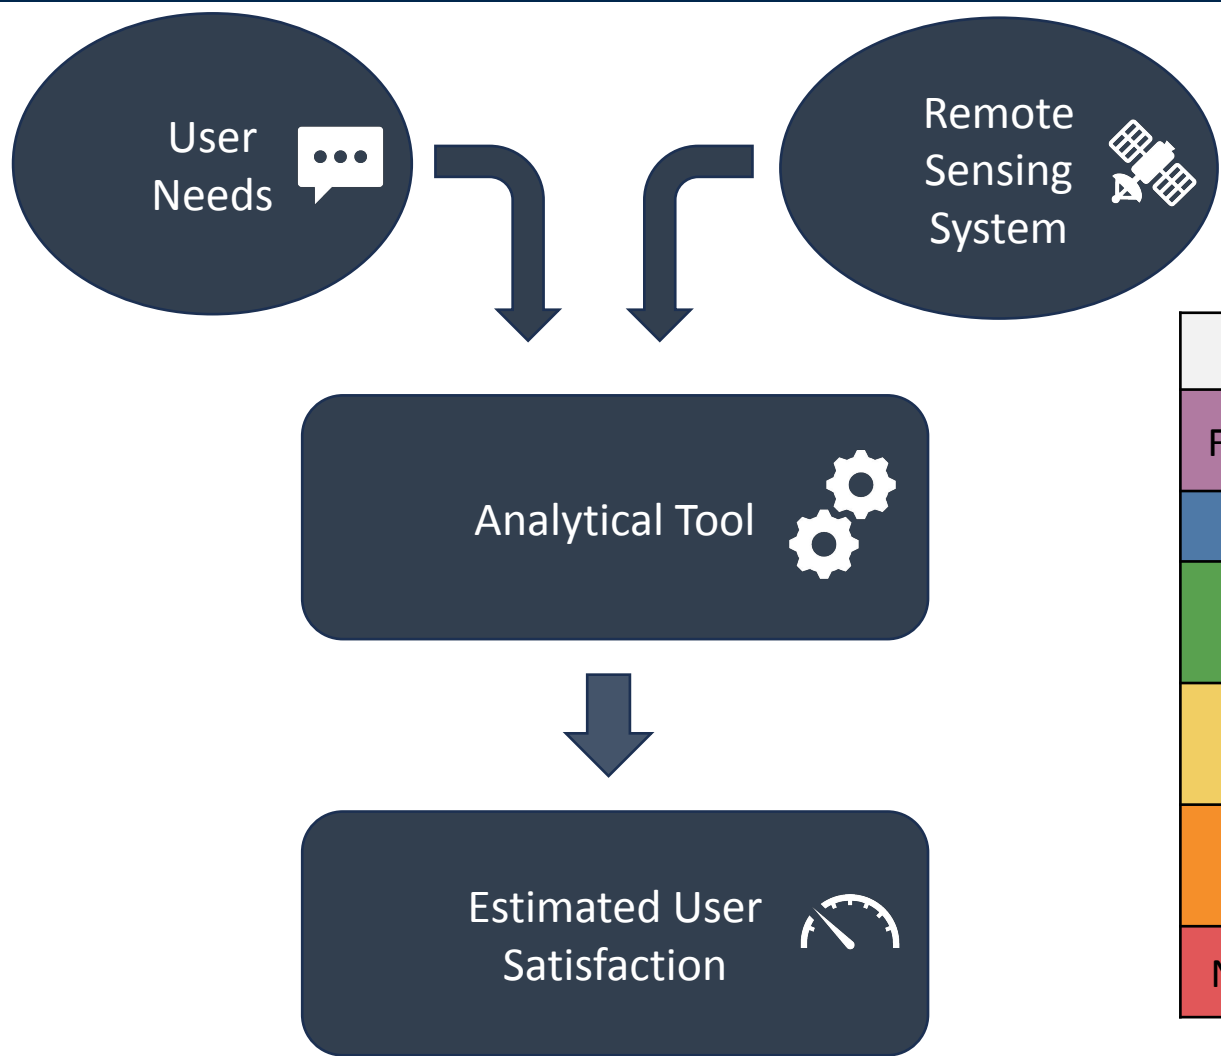 User
Needs
Remote
Sensing
System
Analytical Tool
Estimated User
Satisfaction